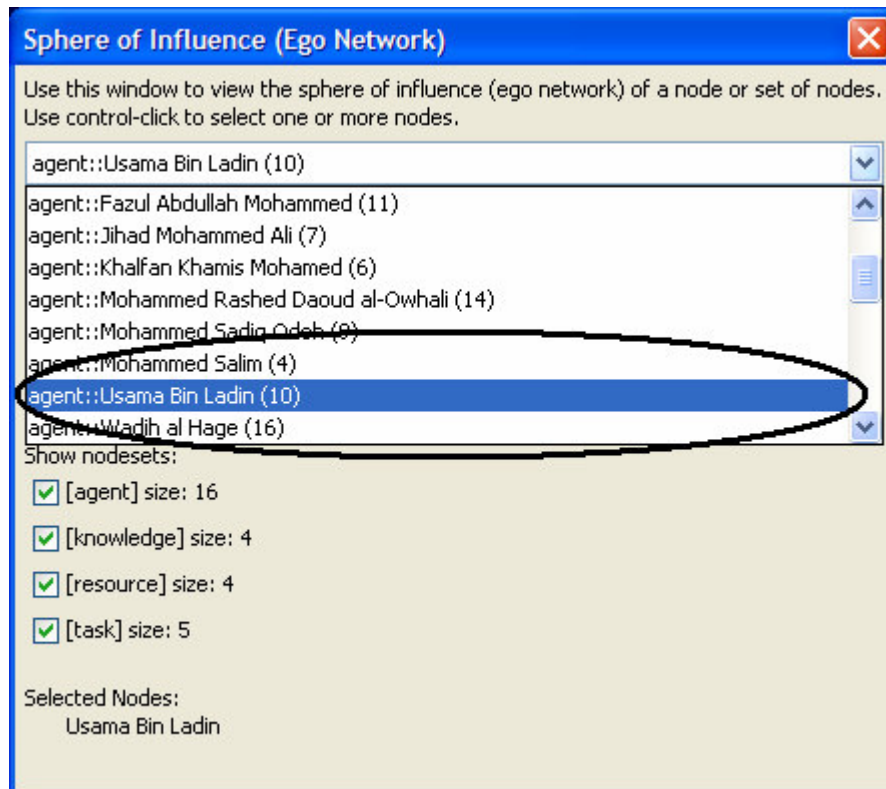 Sphere of Influence (Ego Network)
Use this window to view the sphere of influence (ego network) of a node or set of nodes.
Use control-click to select one or more nodes.
agent::Usama Bin Ladin (10)
agent::Fazul Abdullah Mohammed (11)
agent::Jihad Mohammed Ali (7)
agent::Khalfan Khamis Mohamed (6)
agent::Mohammed Rashed Daoud al-Owhali (14)
agent::Mohammed Sadiq Odeh (9)
agent::Mohammed Salim (4)
agent::Usama Bin Ladin (10)
agent::Wadih al Hage (16)
Show nodesets:
[agent] size: 16
[knowledge] size: 4
[resource] size: 4
[task] size: 5
Selected Nodes:
Usama Bin Ladin